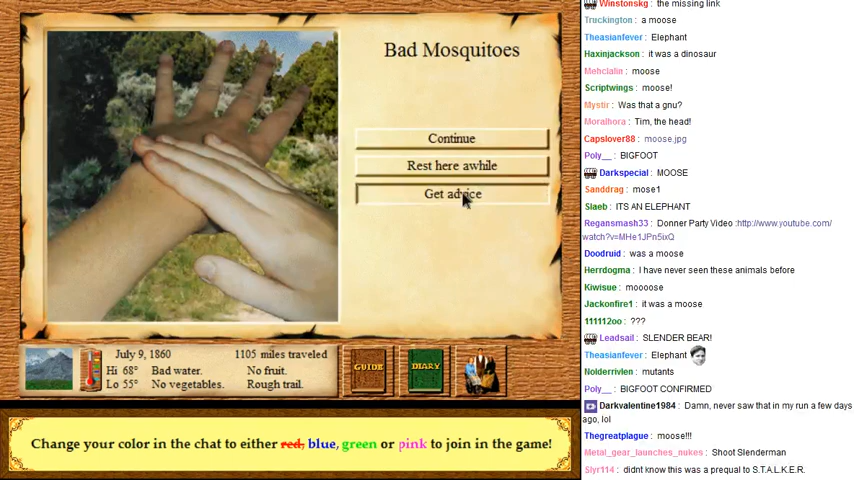 Bad Mosquitoes
Continue
Rest here awhile
Get advice
July 9, 1860
1105 miles traveled
Hi 68° Bad water. No fruit.
Lo 55° No vegetables. Rough trail.
GUIDE
DIARY
Change your color in the chat to either red, blue, green or pink to join in the game!
Winstonskg : the missing link
Truckington : a moose
Theasianfever : Elephant
Haxinjackson : it was a dinosaur
Mehclalin : moose
Scriptwings : moose!
Mystir : Was that a gnu?
Moralhora : Tim, the head!
Capslover88 : moose.jpg
Poly__ : BIGFOOT
Darkspecial : MOOSE
Sanddrag : mose1
Slaeb : ITS AN ELEPHANT
Regansmash33 : Donner Party Video :http://www.youtube.com/
watch?v=MHe1JPn5ixQ
Doodruid : was a moose
Herrdogma : I have never seen these animals before
Kiwisue : moooose
Jackonfire1 : it was a moose
111112oo : ???
Leadsail : SLENDER BEAR!
Theasianfever : Elephant
Nolderrivlen : mutants
Poly__ : BIGFOOT CONFIRMED
Darkvalentine1984 : Damn, never saw that in my run a few days
ago, lol
Thegreatplague : moose!!!
Metal_gear_launches_nukes : Shoot Slenderman
Slyr114 : didnt know this was a prequel to S.T.A.L.K.E.R.